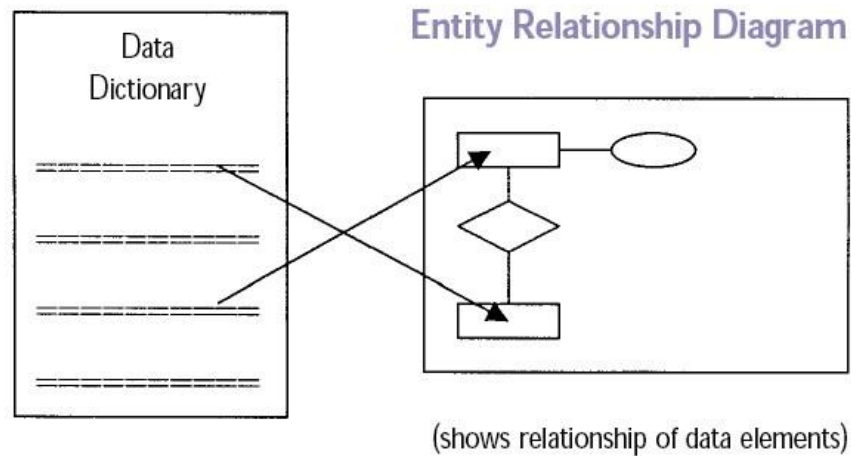 Entity Relationship Diagram
Data
Dictionary
(shows relationship of data elements)